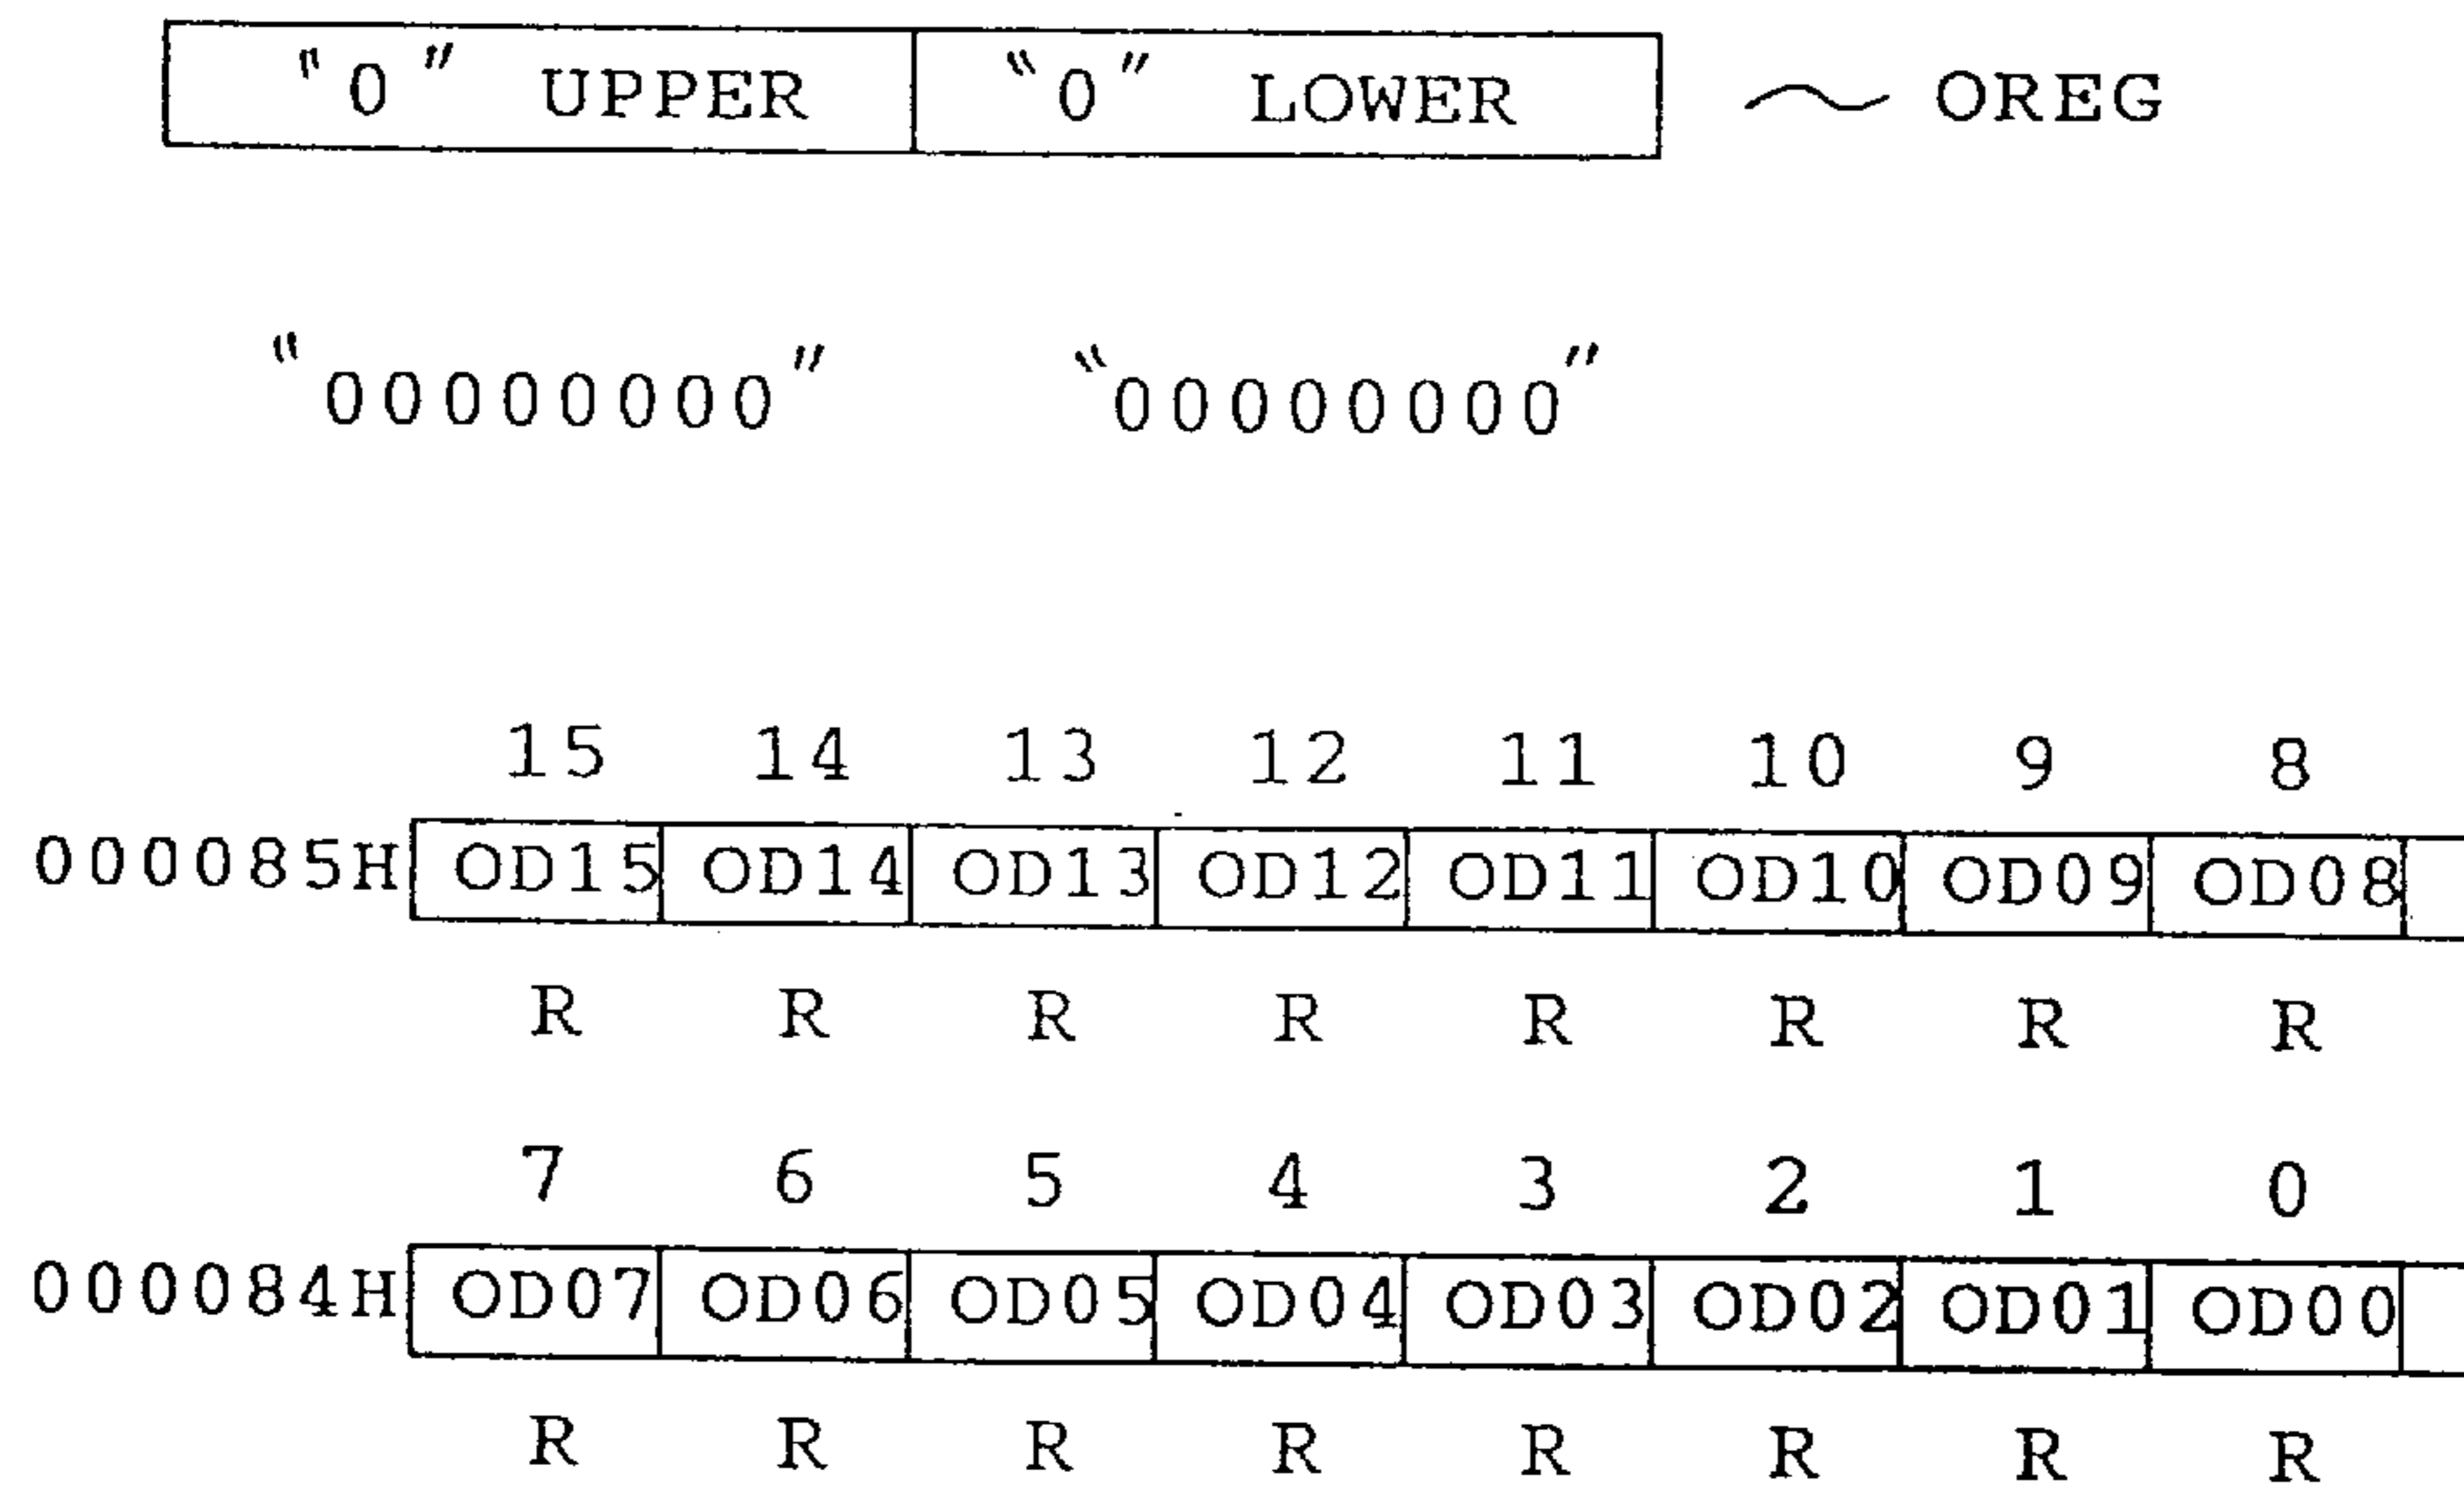 “0” UPPER “0” LOWER OREG
“00000000” “00000000”
15 14 13 12 11 10 9 8
000085H OD15 OD14 OD13 OD12 OD11 OD10 OD09 OD08
R R R R R R R R
7 6 5 4 3 2 1 0
000084H OD07 OD06 OD05 OD04 OD03 OD02 OD01 OD00
R R R R R R R R